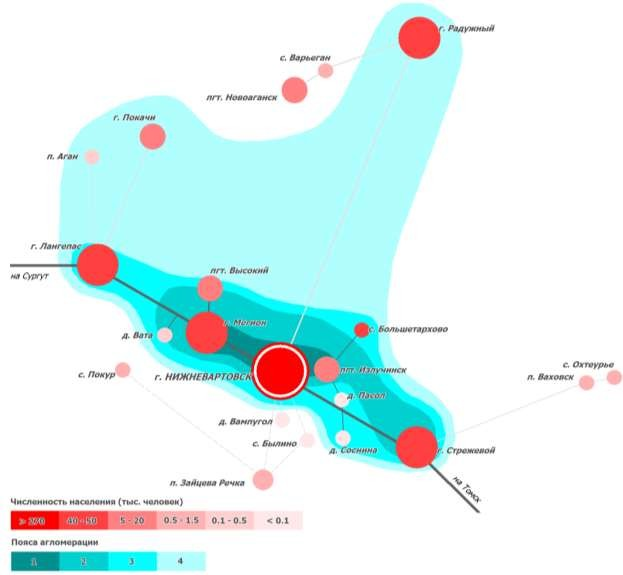 г. Радужный
с. Варьеган
пгт. Новоаганск
г. Покачи
п. Аган
г. Лангепас
на Сургут
пгт. Высокий
г. Мегион
д. Вата
с. Большетархово
с. Покур
г. НИЖНЕВАРТОВСК
пгт. Излучинск
с. Охтеурье
п. Ваховск
д. Пасол
д. Вампугол
с. Былино
д. Соснина
г. Стрежевой
п. Зайцева Речка
на Томск
Численность населения (тыс. человек)
> 270 40 - 50 5 - 20 0.5 - 1.5 0.1 - 0.5 < 0.1
Пояса агломерации
1 2 3 4